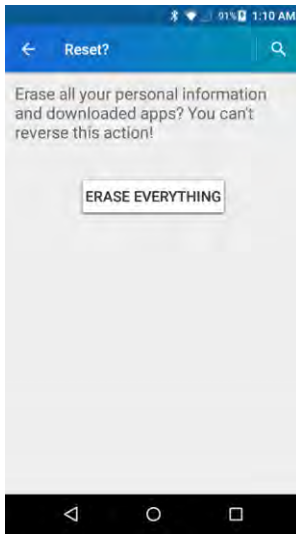 91% 1:10 AM
Reset?
Erase all your personal information
and downloaded apps? You can't
reverse this action!
ERASE EVERYTHING